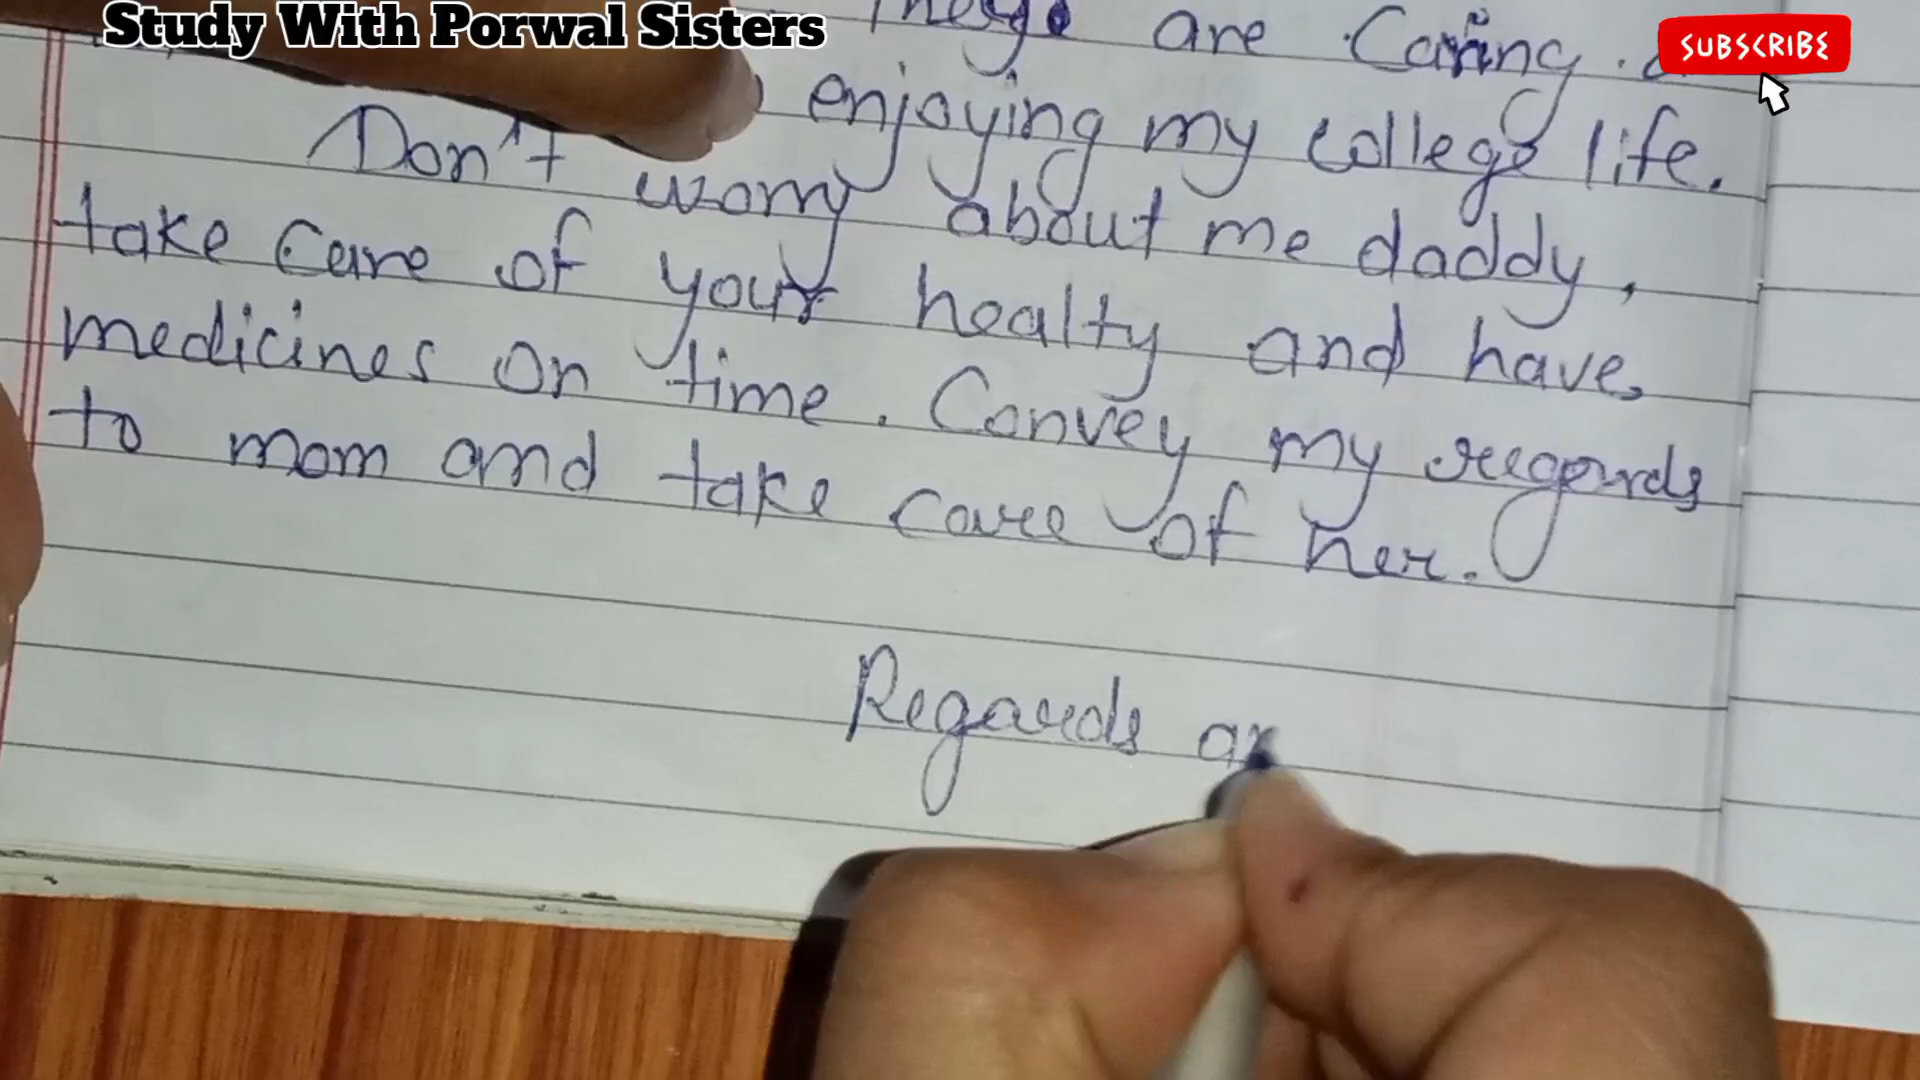 Study With Porwal Sisters
SUBSCRIBE
are Caring.
enjoying my college life.
Don't worry about me daddy,
take care of your healty and have
medicines on time. Convey my regards
to mom and take care of her.
Regards an